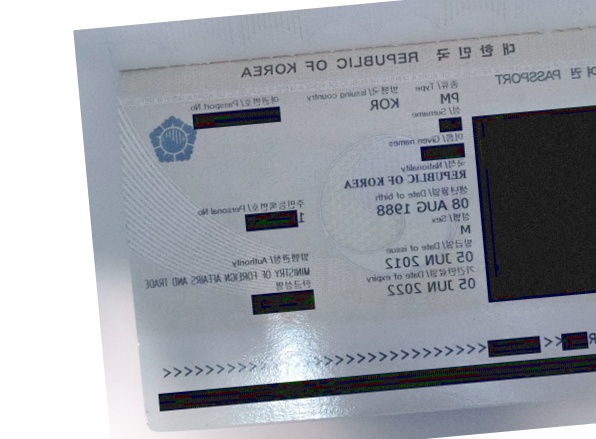 대한민국 REPUBLIC OF KOREA
여권 PASSPORT
종류/Type 발행국/Issuing country 여권번호/Passport No
PM KOR
성/Surname
이름/Given names
국적/Nationality
REPUBLIC OF KOREA
생년월일/Date of birth 주민등록번호/Personal No
08 AUG 1988 1
성별/Sex
M
발급일/Date of issue 발행관청/Authority
05 JUN 2012 MINISTRY OF FOREIGN AFFAIRS AND TRADE
기간만료일/Date of expiry 한글성명
05 JUN 2022